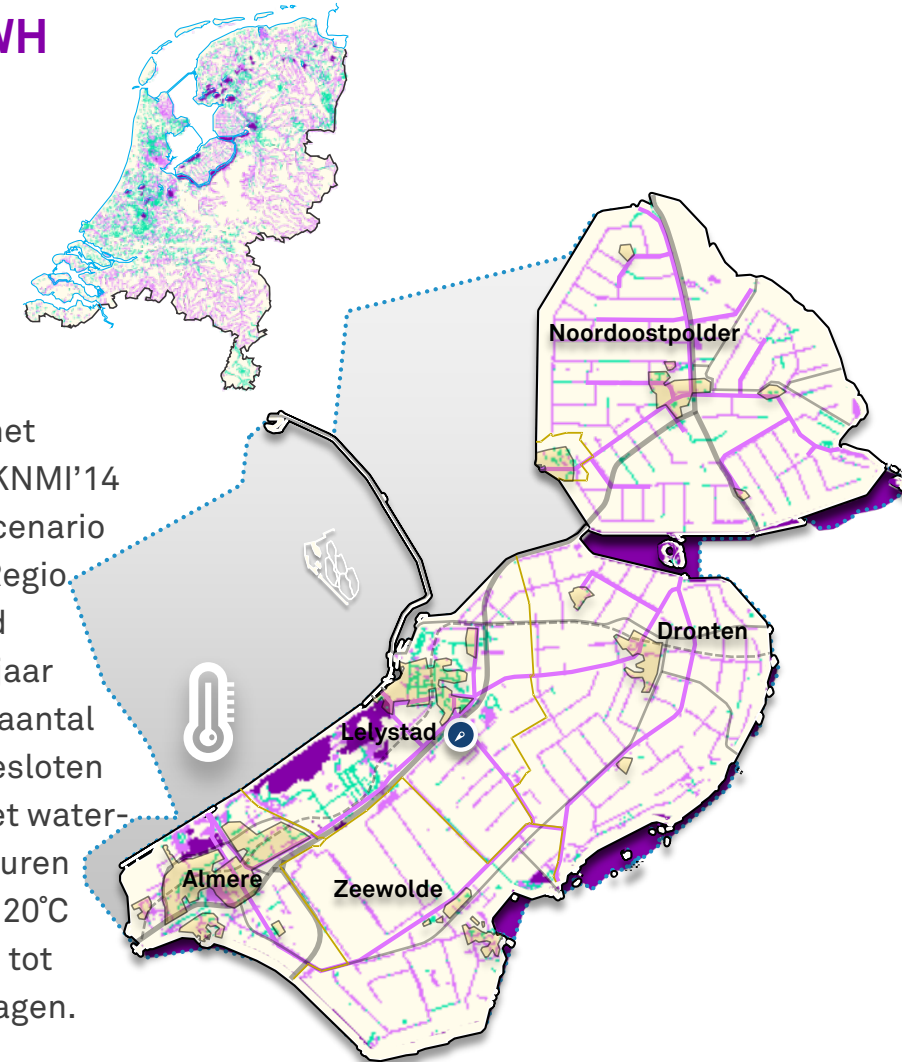 WH
het
KNMI'14
cenario
Regio
d
jaar
aantal
esloten
et water-
uren
20°C
tot
agen.
Noordoostpolder
Dronten
Lelystad
Almere
Zeewolde